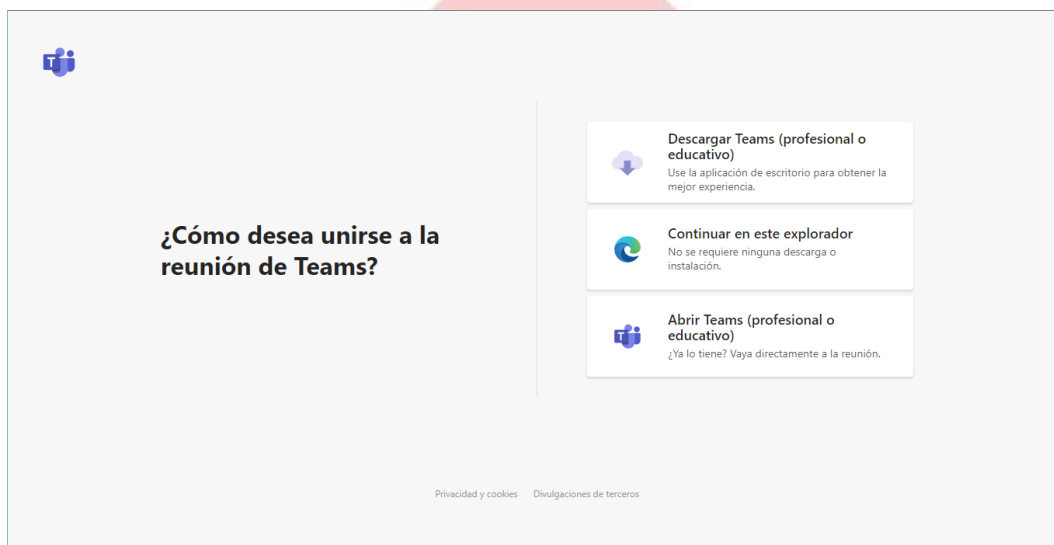 ¿Cómo desea unirse a la
reunión de Teams?
Descargar Teams (profesional o
educativo)
Use la aplicación de escritorio para obtener la
mejor experiencia.
Continuar en este explorador
No se requiere ninguna descarga o
instalación.
Abrir Teams (profesional o
educativo)
¿Ya lo tiene? Vaya directamente a la reunión.
Privacidad y cookies Divulgaciones de terceros